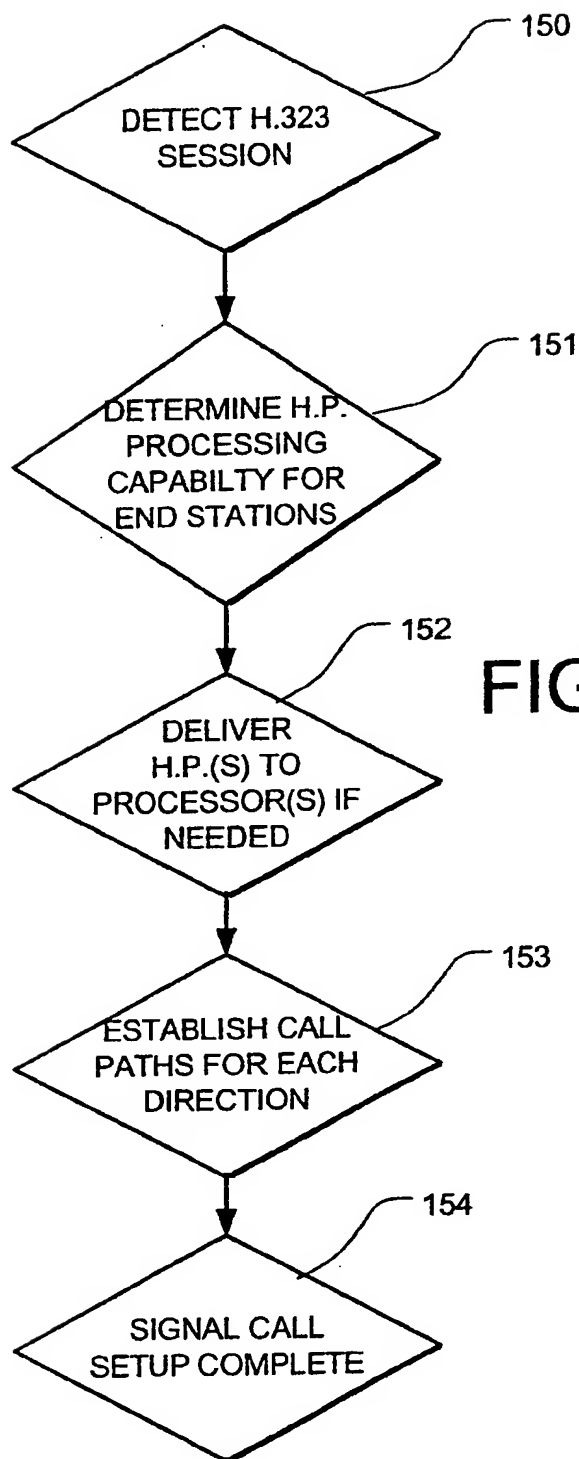 150
DETECT H.323
SESSION
151
DETERMINE H.P.
PROCESSING
CAPABILTY FOR
END STATIONS
152
FIG
DELIVER
H.P.(S) TO
PROCESSOR(S) IF
NEEDED
153
ESTABLISH CALL
PATHS FOR EACH
DIRECTION
154
SIGNAL CALL
SETUP COMPLETE